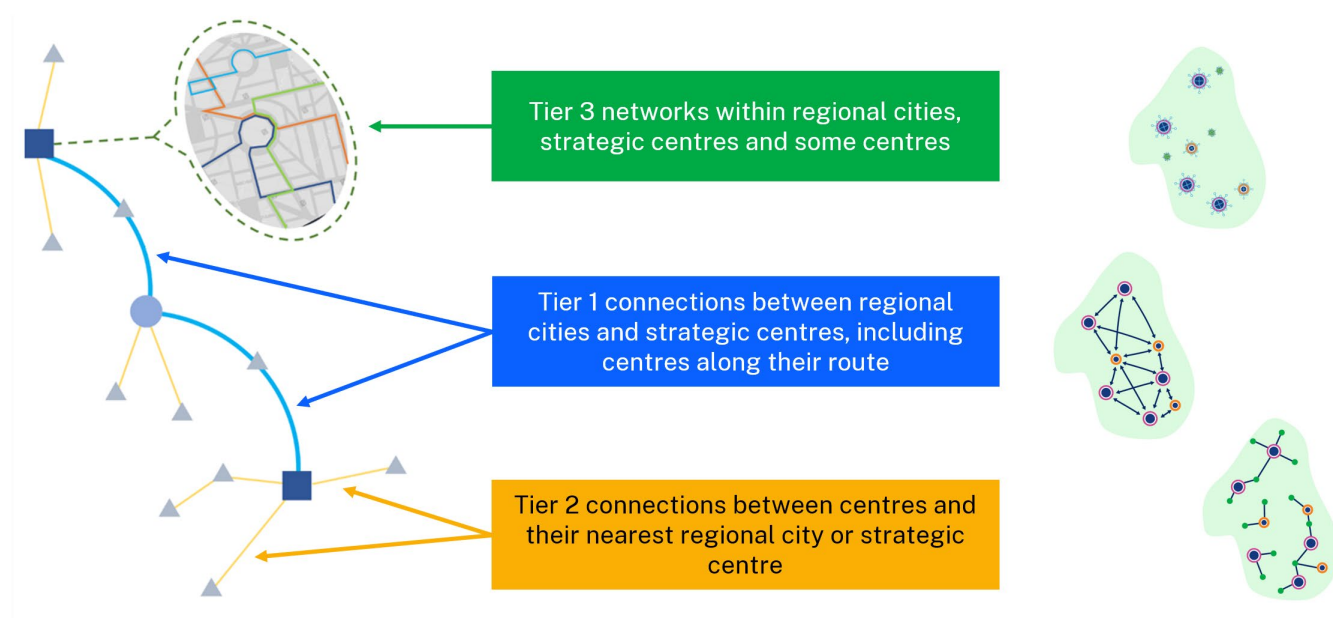 Tier 3 networks within regional cities,
strategic centres and some centres
Tier 1 connections between regional
cities and strategic centres, including
centres along their route
Tier 2 connections between centres and
their nearest regional city or strategic
centre